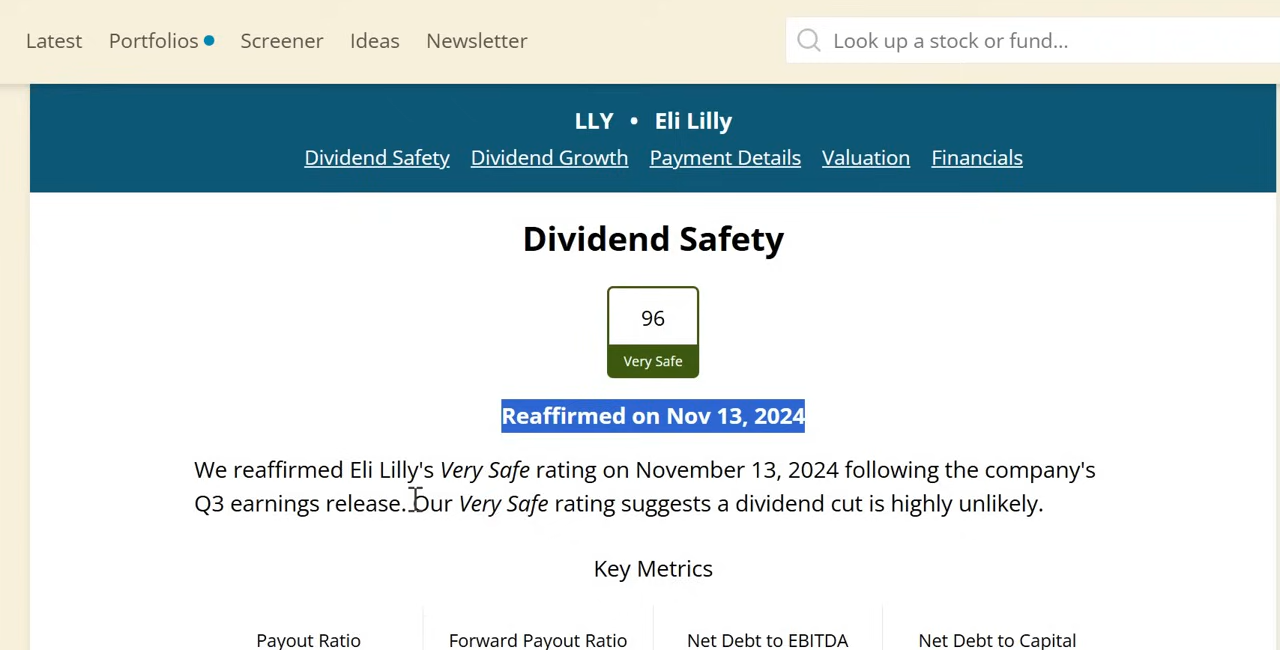 Latest Portfolios Screener Ideas Newsletter Look up a stock or fund...
LLY • Eli Lilly
Dividend Safety Dividend Growth Payment Details Valuation Financials
Dividend Safety
96
Very Safe
Reaffirmed on Nov 13, 2024
We reaffirmed Eli Lilly's Very Safe rating on November 13, 2024 following the company's
Q3 earnings release. Our Very Safe rating suggests a dividend cut is highly unlikely.
Key Metrics
Payout Ratio Forward Payout Ratio Net Debt to EBITDA Net Debt to Capital